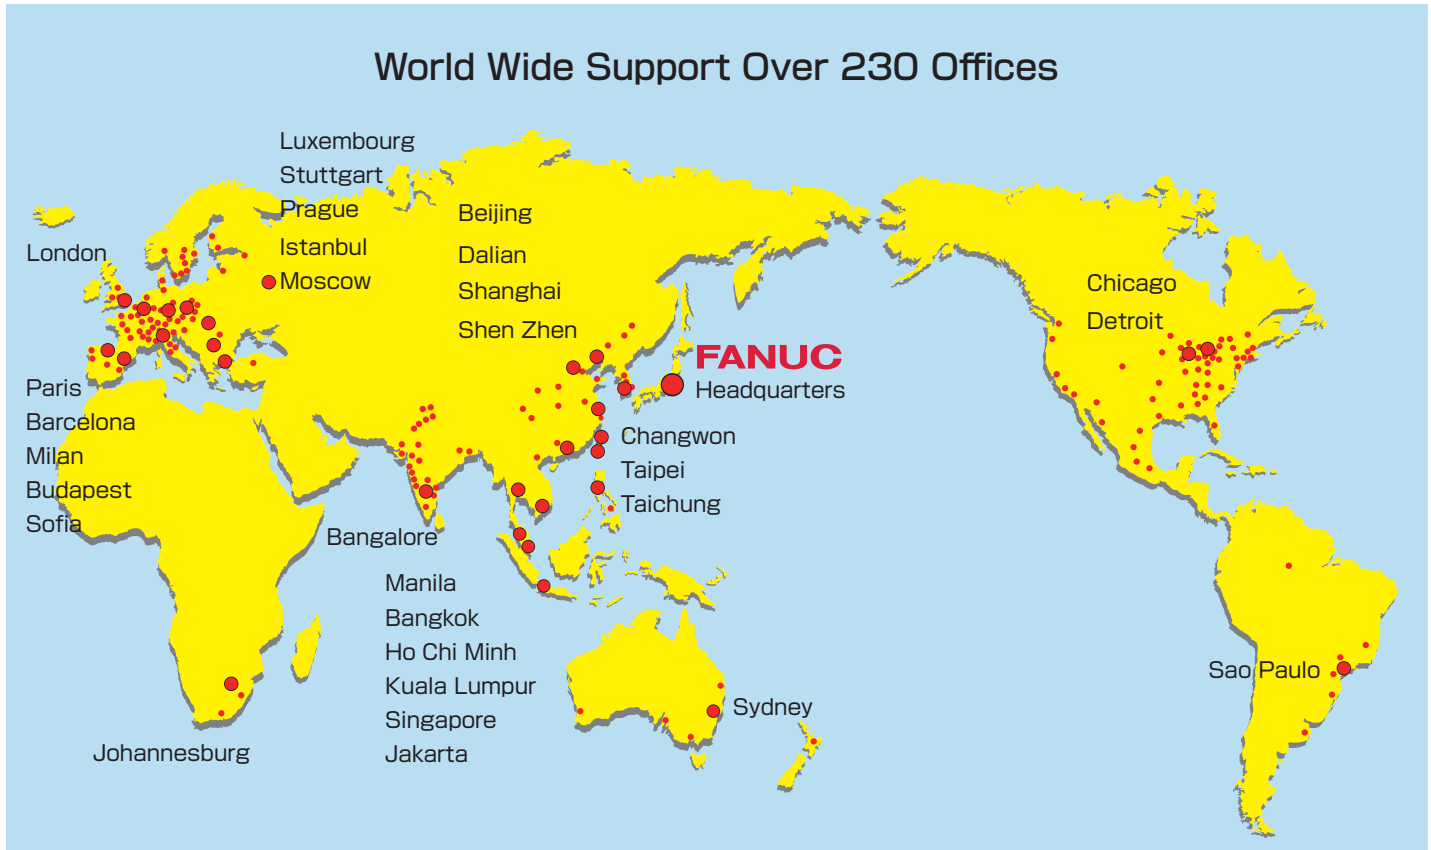 World Wide Support Over 230 Offices
Luxembourg
Stuttgart
Prague
Istanbul
Moscow
London
Beijing
Dalian
Shanghai
Shen Zhen
Chicago
Detroit
FANUC
Headquarters
Paris
Barcelona
Milan
Budapest
Sofia
Changwon
Taipei
Taichung
Bangalore
Manila
Bangkok
Ho Chi Minh
Kuala Lumpur
Singapore
Jakarta
Sao Paulo
Sydney
Johannesburg